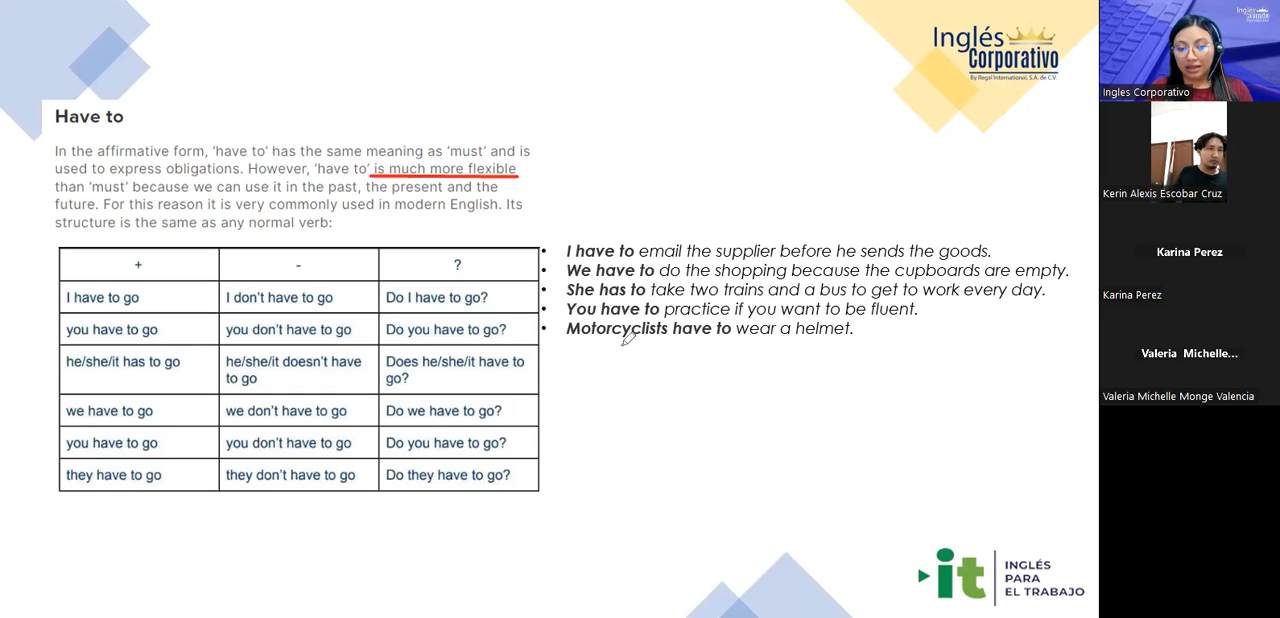 Inglés
Corporativo
By Regal International, S.A. de C.V.
Have to
In the affirmative form, ‘have to’ has the same meaning as ‘must’ and is
used to express obligations. However, ‘have to’ is much more flexible
than ‘must’ because we can use it in the past, the present and the
future. For this reason it is very commonly used in modern English. Its
structure is the same as any normal verb:
+ - ?
I have to go I don’t have to go Do I have to go?
you have to go you don’t have to go Do you have to go?
he/she/it has to go he/she/it doesn’t have to go Does he/she/it have to go?
we have to go we don’t have to go Do we have to go?
you have to go you don’t have to go Do you have to go?
they have to go they don’t have to go Do they have to go?
• I have to email the supplier before he sends the goods.
• We have to do the shopping because the cupboards are empty.
• She has to take two trains and a bus to get to work every day.
• You have to practice if you want to be fluent.
• Motorcyclists have to wear a helmet.
it
INGLÉS
PARA
EL TRABAJO
Ingles Corporativo
Kerin Alexis Escobar Cruz
Karina Perez
Karina Perez
Valeria Michelle...
Valeria Michelle Monge Valencia